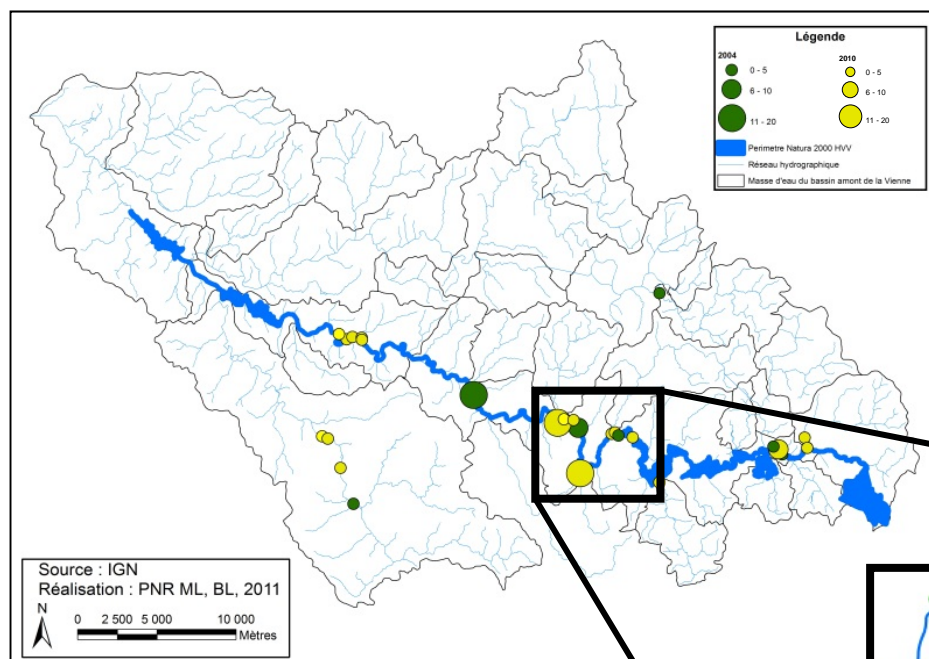 Légende
2004
2010
0 - 5
0 - 5
6 - 10
6 - 10
11 - 20
11 - 20
Perimetre Natura 2000 HVV
Réseau hydrographique
Masse d'eau du bassin amont de la Vienne
Source : IGN
Réalisation : PNR ML, BL, 2011
N
0 2 500 5 000 10 000
Mètres